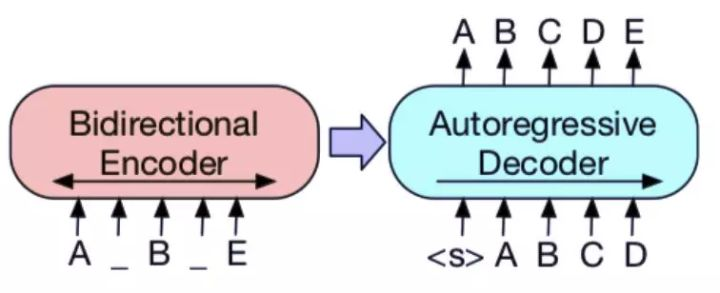 A B C D E
Bidirectional
Encoder
Autoregressive
Decoder
A _ B _ E
<s> A B C D